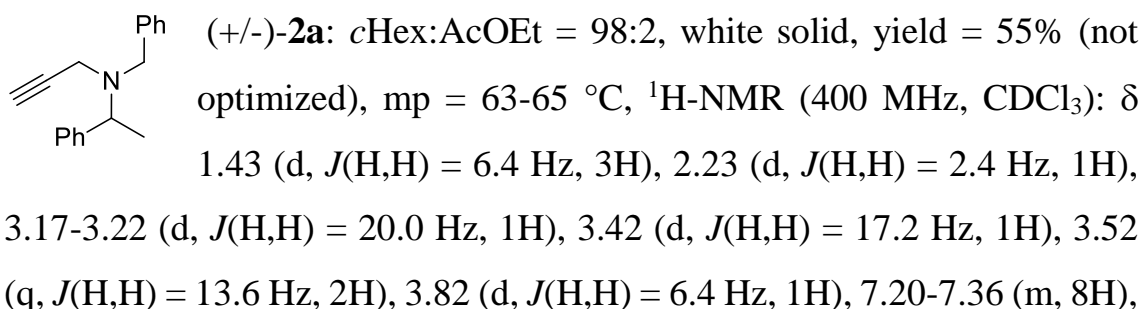 Ph
(+/-)-2a: cHex:AcOEt = 98:2, white solid, yield = 55% (not
N
optimized), mp = 63-65 °C, ¹H-NMR (400 MHz, CDCl₃): δ
Ph
1.43 (d, J(H,H) = 6.4 Hz, 3H), 2.23 (d, J(H,H) = 2.4 Hz, 1H),
3.17-3.22 (d, J(H,H) = 20.0 Hz, 1H), 3.42 (d, J(H,H) = 17.2 Hz, 1H), 3.52
(q, J(H,H) = 13.6 Hz, 2H), 3.82 (d, J(H,H) = 6.4 Hz, 1H), 7.20-7.36 (m, 8H),